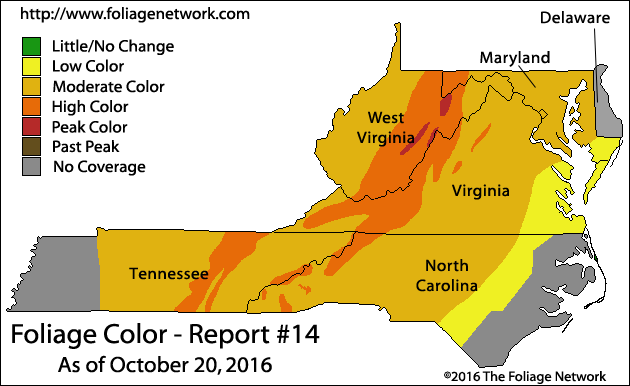 http://www.foliagenetwork.com
Delaware
Little/No Change
Maryland
Low Color
Moderate Color
High Color
Peak Color
Past Peak
No Coverage
West
Virginia
Virginia
Tennessee
North
Carolina
Foliage Color - Report #14
As of October 20, 2016
©2016 The Foliage Network